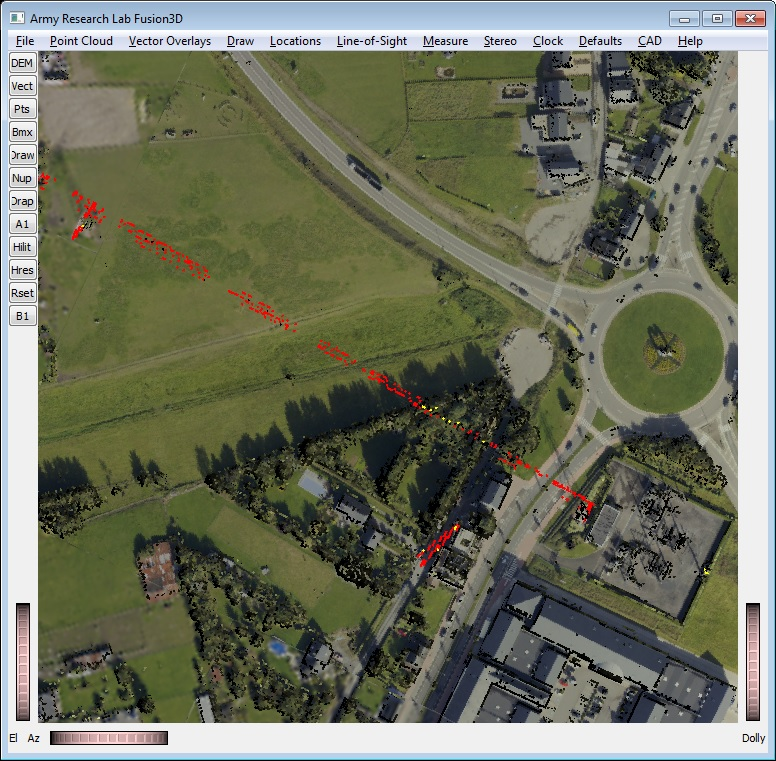 Army Research Lab Fusion3D
File Point Cloud Vector Overlays Draw Locations Line-of-Sight Measure Stereo Clock Defaults CAD Help
DEM
Vect
Pts
Bmx
Draw
Nup
Drap
A1
Hilit
Hres
Rset
B1
El Az Dolly